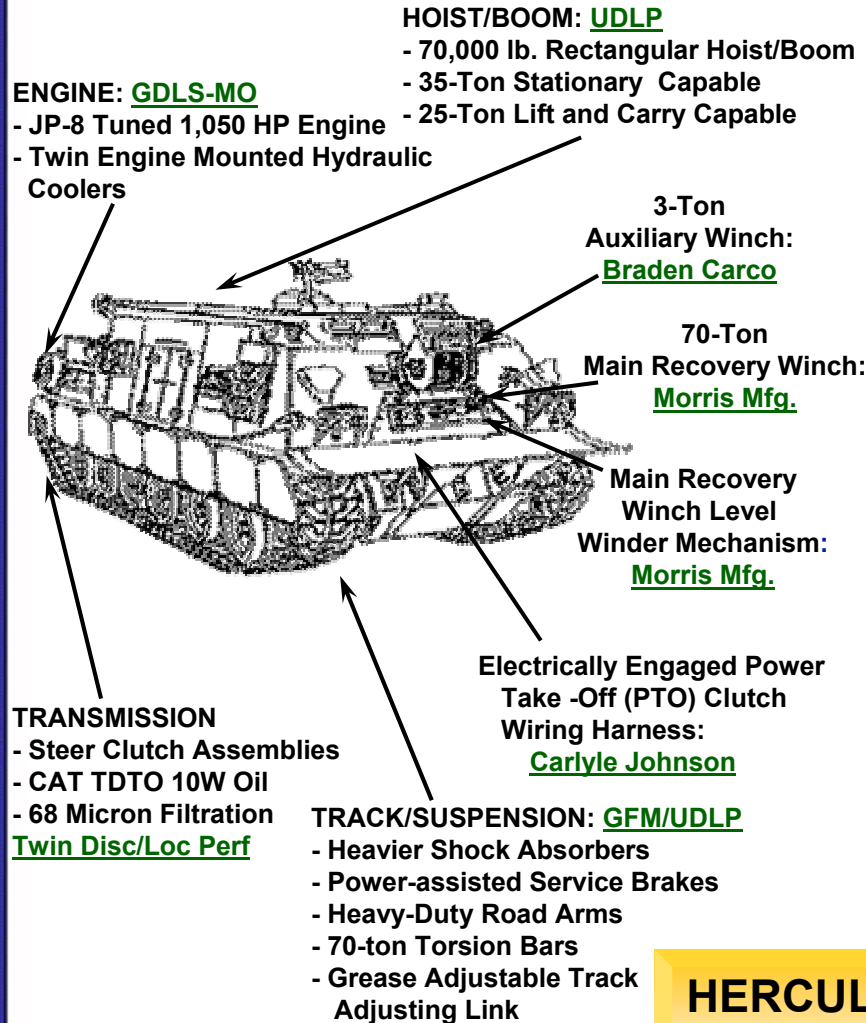 HOIST/BOOM: UDLP
- 70,000 lb. Rectangular Hoist/Boom
- 35-Ton Stationary Capable
- 25-Ton Lift and Carry Capable
ENGINE: GDLS-MO
- JP-8 Tuned 1,050 HP Engine
- Twin Engine Mounted Hydraulic
Coolers
3-Ton
Auxiliary Winch:
Braden Carco
70-Ton
Main Recovery Winch:
Morris Mfg.
Main Recovery
Winch Level
Winder Mechanism:
Morris Mfg.
Electrically Engaged Power
Take -Off (PTO) Clutch
Wiring Harness:
Carlyle Johnson
TRANSMISSION
- Steer Clutch Assemblies
- CAT TDTO 10W Oil
- 68 Micron Filtration
Twin Disc/Loc Perf
TRACK/SUSPENSION: GFM/UDLP
- Heavier Shock Absorbers
- Power-assisted Service Brakes
- Heavy-Duty Road Arms
- 70-ton Torsion Bars
- Grease Adjustable Track
Adjusting Link
HERCUL